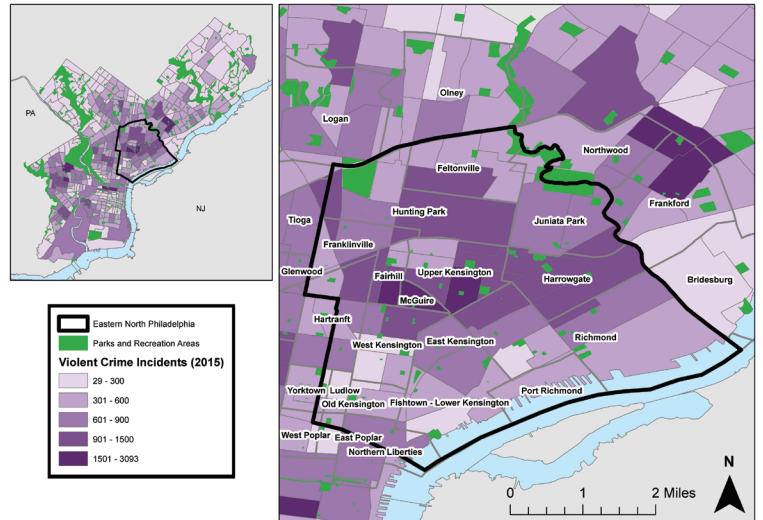 PA
NJ
Eastern North Philadelphia
Parks and Recreation Areas
Violent Crime Incidents (2015)
29 - 300
301 - 600
601 - 900
901 - 1500
1501 - 3093
Olney
Logan
Northwood
Feltonville
Frankford
Hunting Park
Tioga
Juniata Park
Franklinville
Glenwood
Fairhill
Upper Kensington
Harrowgate
Bridesburg
McGuire
Hartranft
West Kensington
East Kensington
Richmond
Yorktown
Ludlow
Port Richmond
Old Kensington
Fishtown - Lower Kensington
West Poplar
East Poplar
Northern Liberties
N
0 1 2 Miles